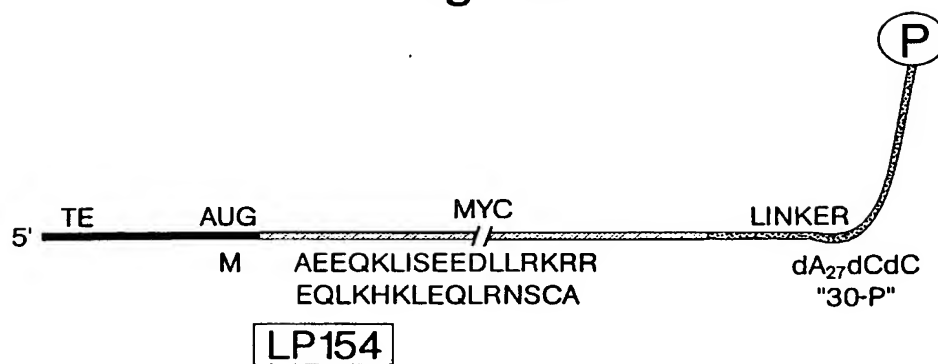 P
TE AUG MYC LINKER
5'
M AEEQKLISEEDLLRKRR dA27dCdC
EQLKHKLEQLRNSCA "30-P"
LP154